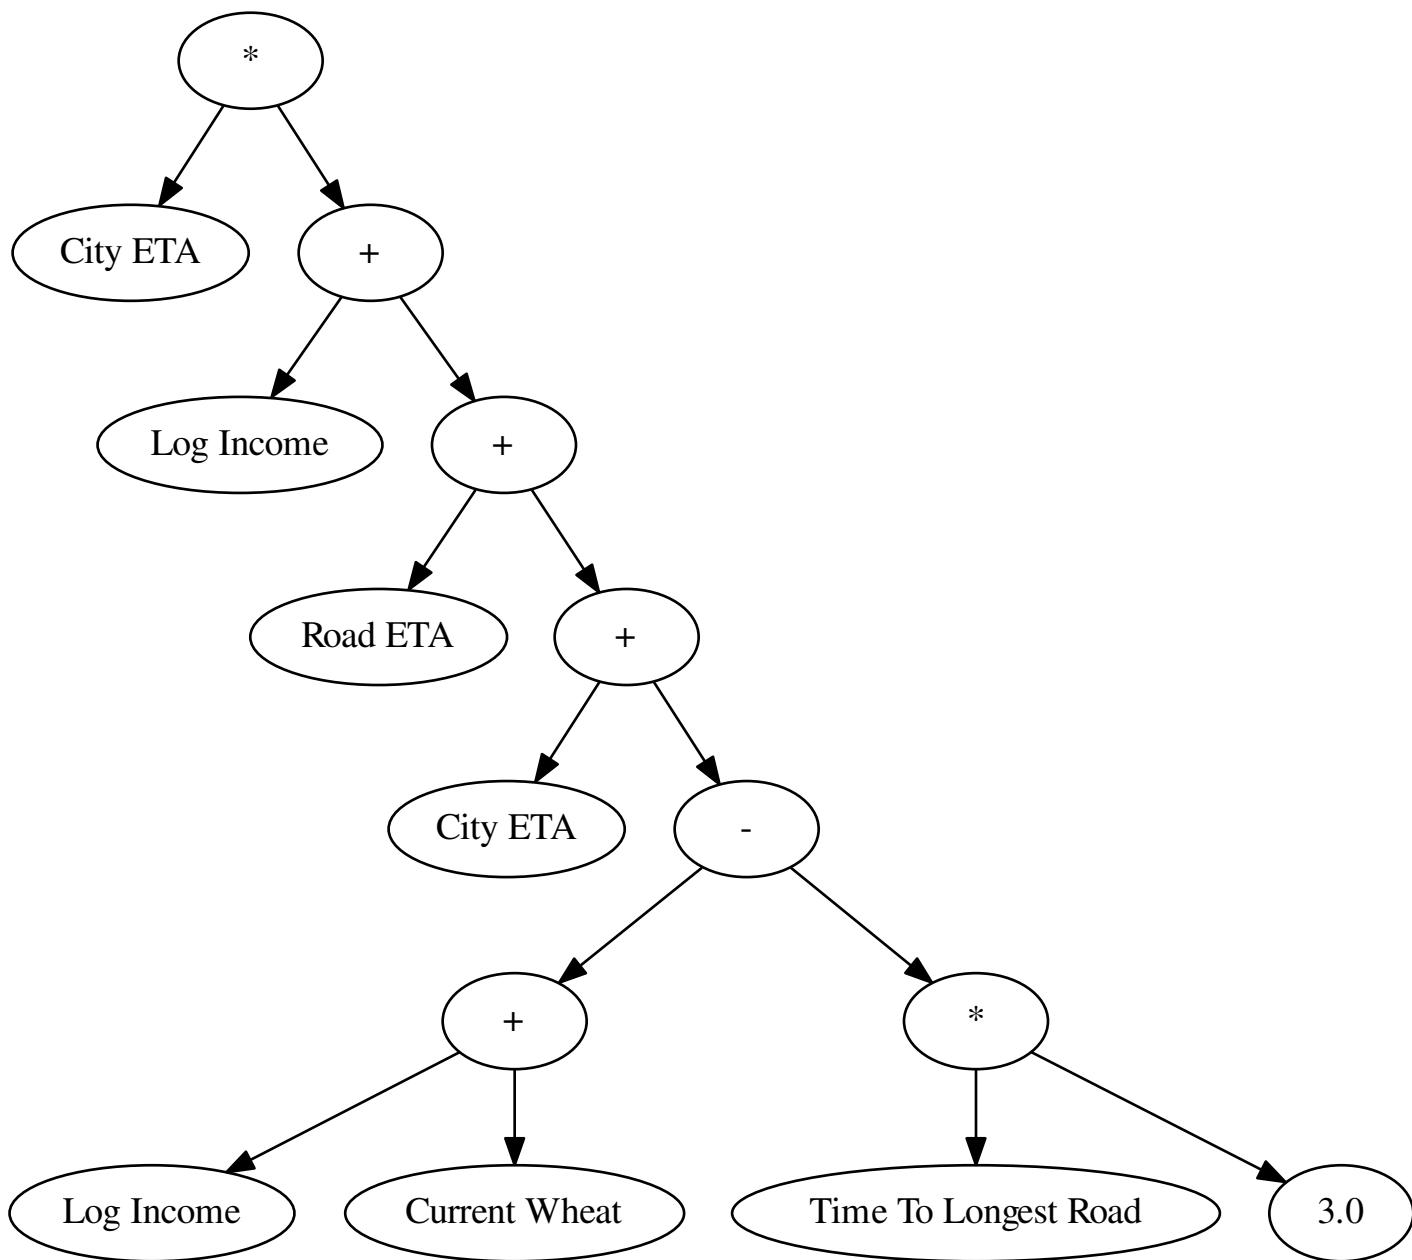 *
City ETA
+
Log Income
+
Road ETA
+
City ETA
-
+
*
Log Income
Current Wheat
Time To Longest Road
3.0